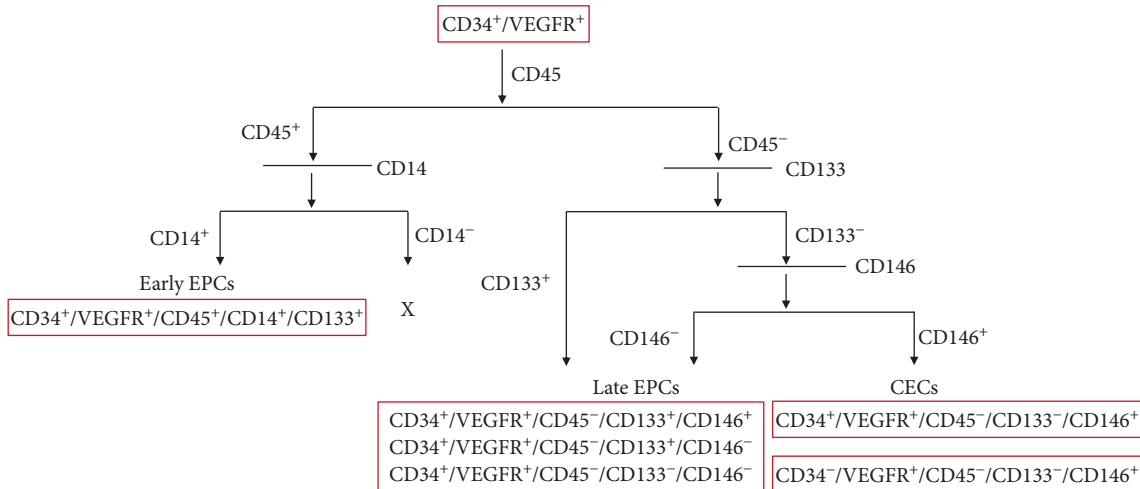 CD34⁺/VEGFR⁺
CD45
CD45⁺
CD45⁻
CD14
CD133
CD14⁺
CD14⁻
CD133⁻
CD146
CD133⁺
Early EPCs
CD34⁺/VEGFR⁺/CD45⁺/CD14⁺/CD133⁺
X
CD146⁻
CD146⁺
Late EPCs
CECs
CD34⁺/VEGFR⁺/CD45⁻/CD133⁺/CD146⁺
CD34⁺/VEGFR⁺/CD45⁻/CD133⁺/CD146⁻
CD34⁺/VEGFR⁺/CD45⁻/CD133⁻/CD146⁻
CD34⁺/VEGFR⁺/CD45⁻/CD133⁻/CD146⁺
CD34⁻/VEGFR⁺/CD45⁻/CD133⁻/CD146⁺